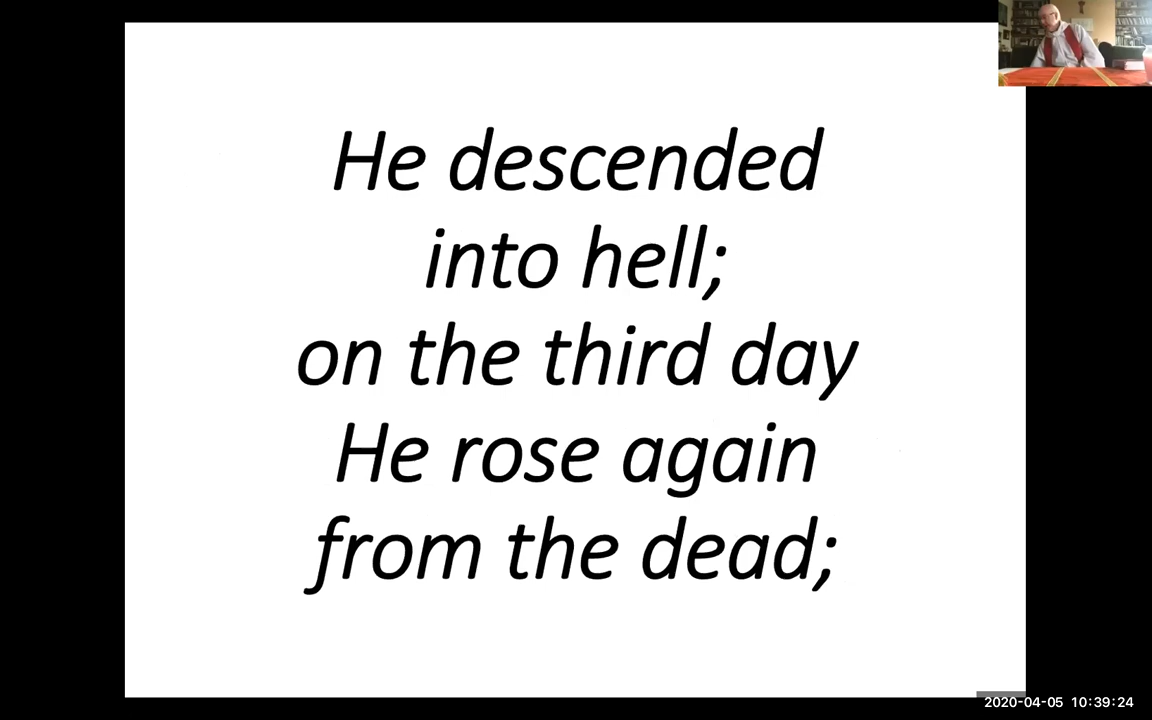 He descended
into hell;
on the third day
He rose again
from the dead;
2020-04-05 10:39:24